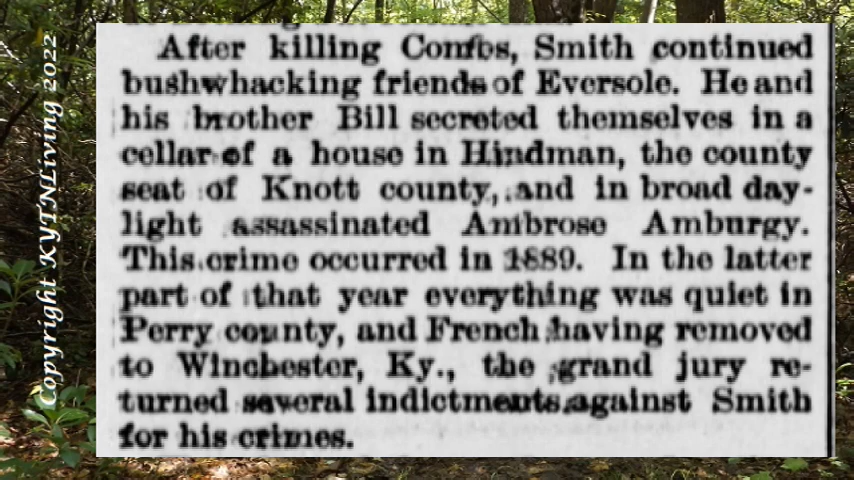 After killing Combs, Smith continued
bushwhacking friends of Eversole. He and
his brother Bill secreted themselves in a
cellar of a house in Hindman, the county
seat of Knott county, and in broad day-
light assassinated Ambrose Amburgy.
This crime occurred in 1889. In the latter
part of that year everything was quiet in
Perry county, and French having removed
to Winchester, Ky., the grand jury re-
turned several indictments against Smith
for his crimes.
Copyright KYTNLiving 2022